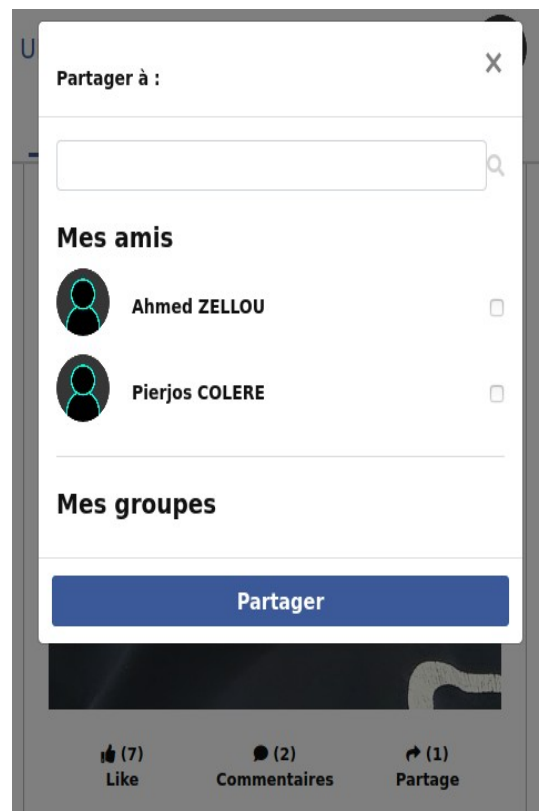 U
Partager à :
Mes amis
Ahmed ZELLOU
Pierjos COLERE
Mes groupes
Partager
(7) (2) (1)
Like Commentaires Partage